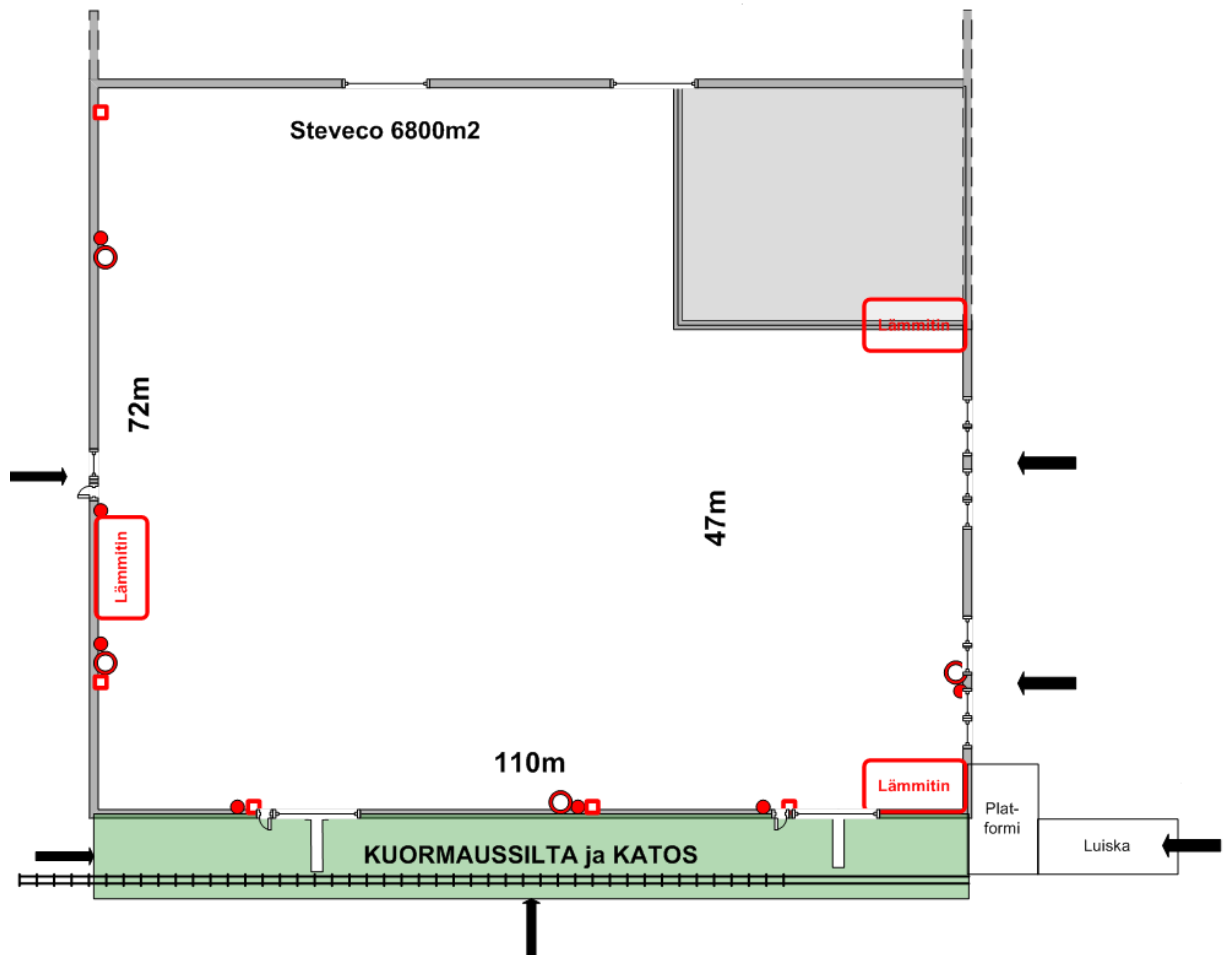 Steveco 6800m2
Lämmitin
72m
47m
Lämmitin
110m
Lämmitin
Plat-
formi
Luiska
KUORMAUSSILTA ja KATOS